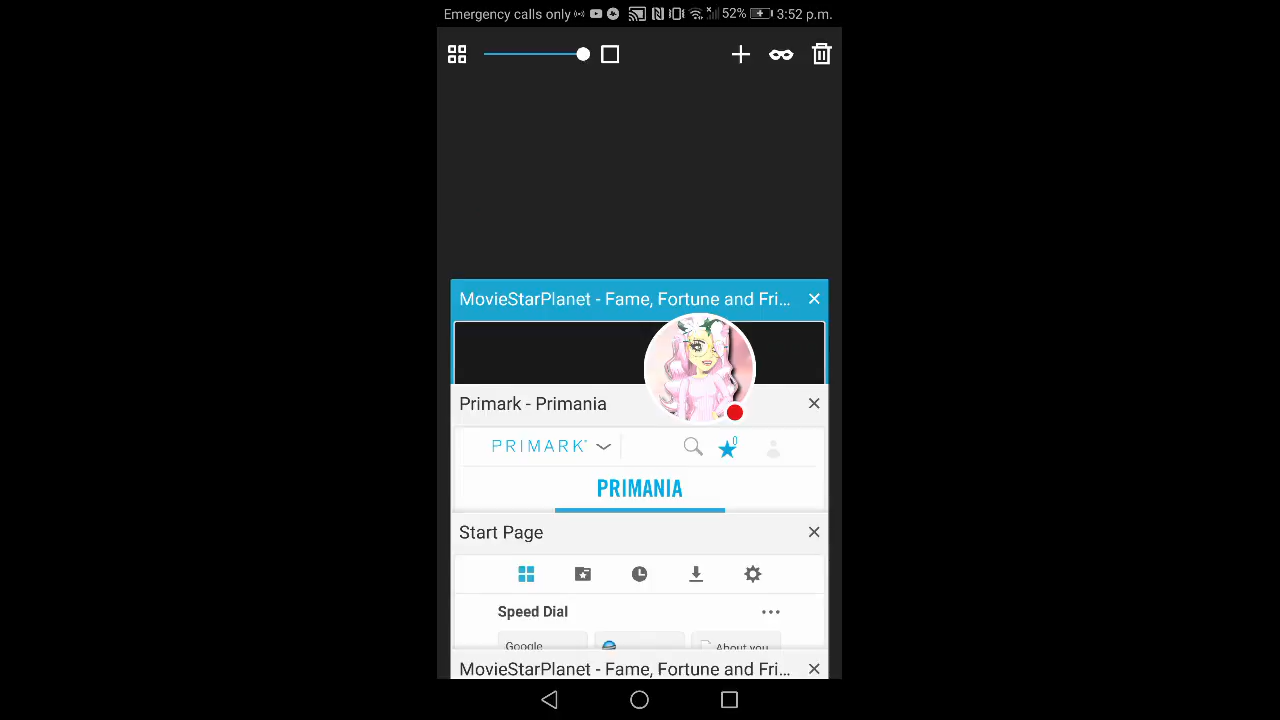 Emergency calls only 52% 3:52 p.m.
MovieStarPlanet - Fame, Fortune and Fri...
Primark - Primania
PRIMARK 0
PRIMANIA
Start Page
Speed Dial
Google About you
MovieStarPlanet - Fame, Fortune and Fri...